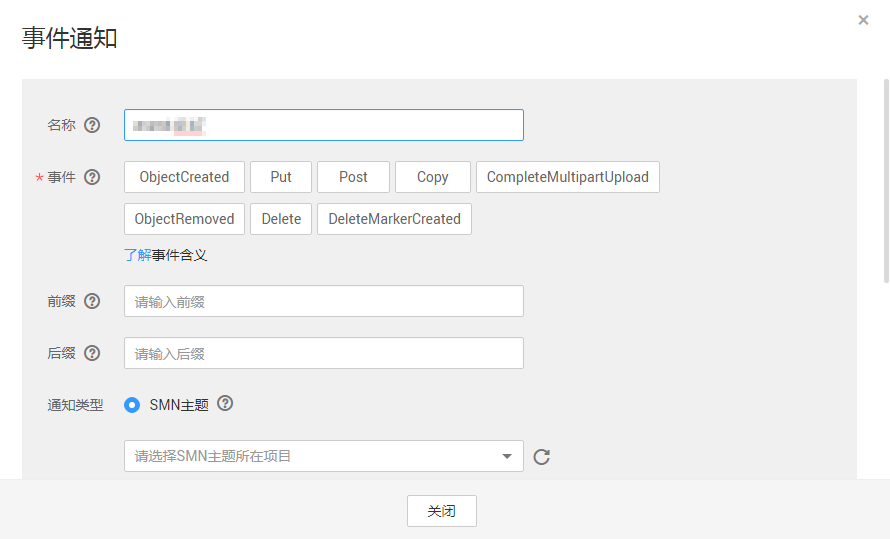 事件通知
名称
* 事件 ObjectCreated Put Post Copy CompleteMultipartUpload
ObjectRemoved Delete DeleteMarkerCreated
了解事件含义
前缀 请输入前缀
后缀 请输入后缀
通知类型 SMN主题
请选择SMN主题所在项目
关闭